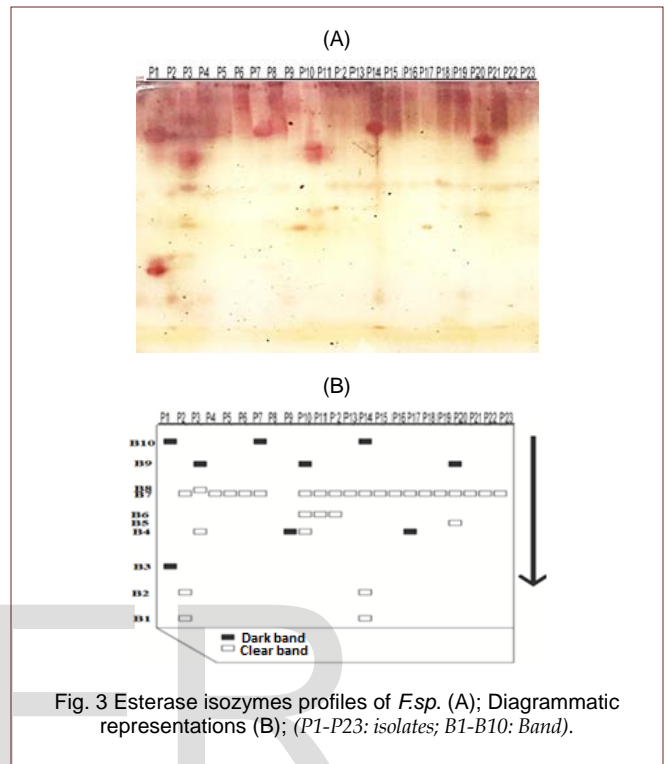 (A)
P1 P2 P3 P4 P5 P6 P7 P8 P9 P10 P11 P·2 P13 P14 P15 P16 P17 P18 P19 P20 P21 P22 P23
(B)
P1 P2 P3 P4 P5 P6 P7 P8 P9 P10 P11 P·2 P13 P14 P15 P16 P17 P18 P19 P20 P21 P22 P23
B10
B9
B8
B7
B6
B5
B4
B3
B2
B1
Dark band
Clear band
Fig. 3 Esterase isozymes profiles of F.sp. (A); Diagrammatic
representations (B); (P1-P23: isolates; B1-B10: Band).
ER